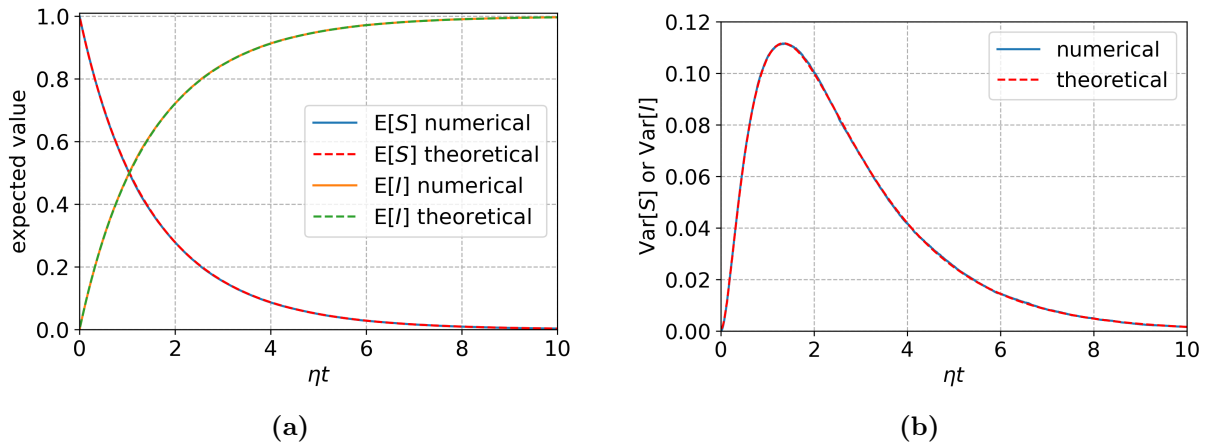 expected value
1.0
0.8
0.6
0.4
0.2
0.0
E[S] numerical
E[S] theoretical
E[I] numerical
E[I] theoretical
0 2 4 6 8 10
ηt
(a)
Var[S] or Var[I]
0.12
0.10
0.08
0.06
0.04
0.02
0.00
numerical
theoretical
0 2 4 6 8 10
ηt
(b)